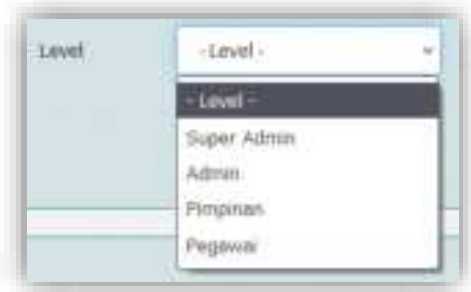 Level - Level -
- Level -
Super Admin
Admin
Pimpinan
Pegawai